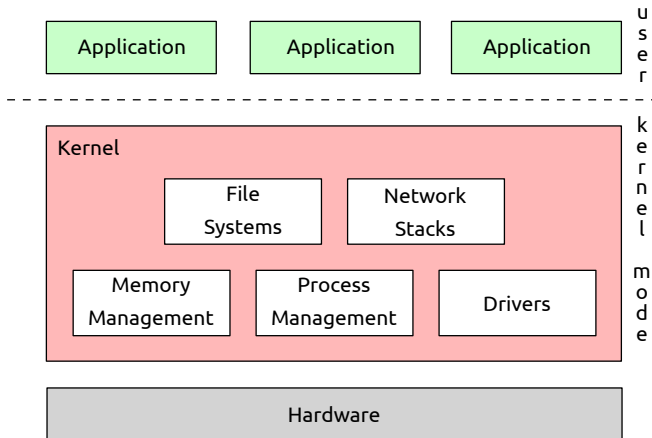 Application
Application
Application
user
Kernel
File
Systems
Network
Stacks
Memory
Management
Process
Management
Drivers
kernel mode
Hardware